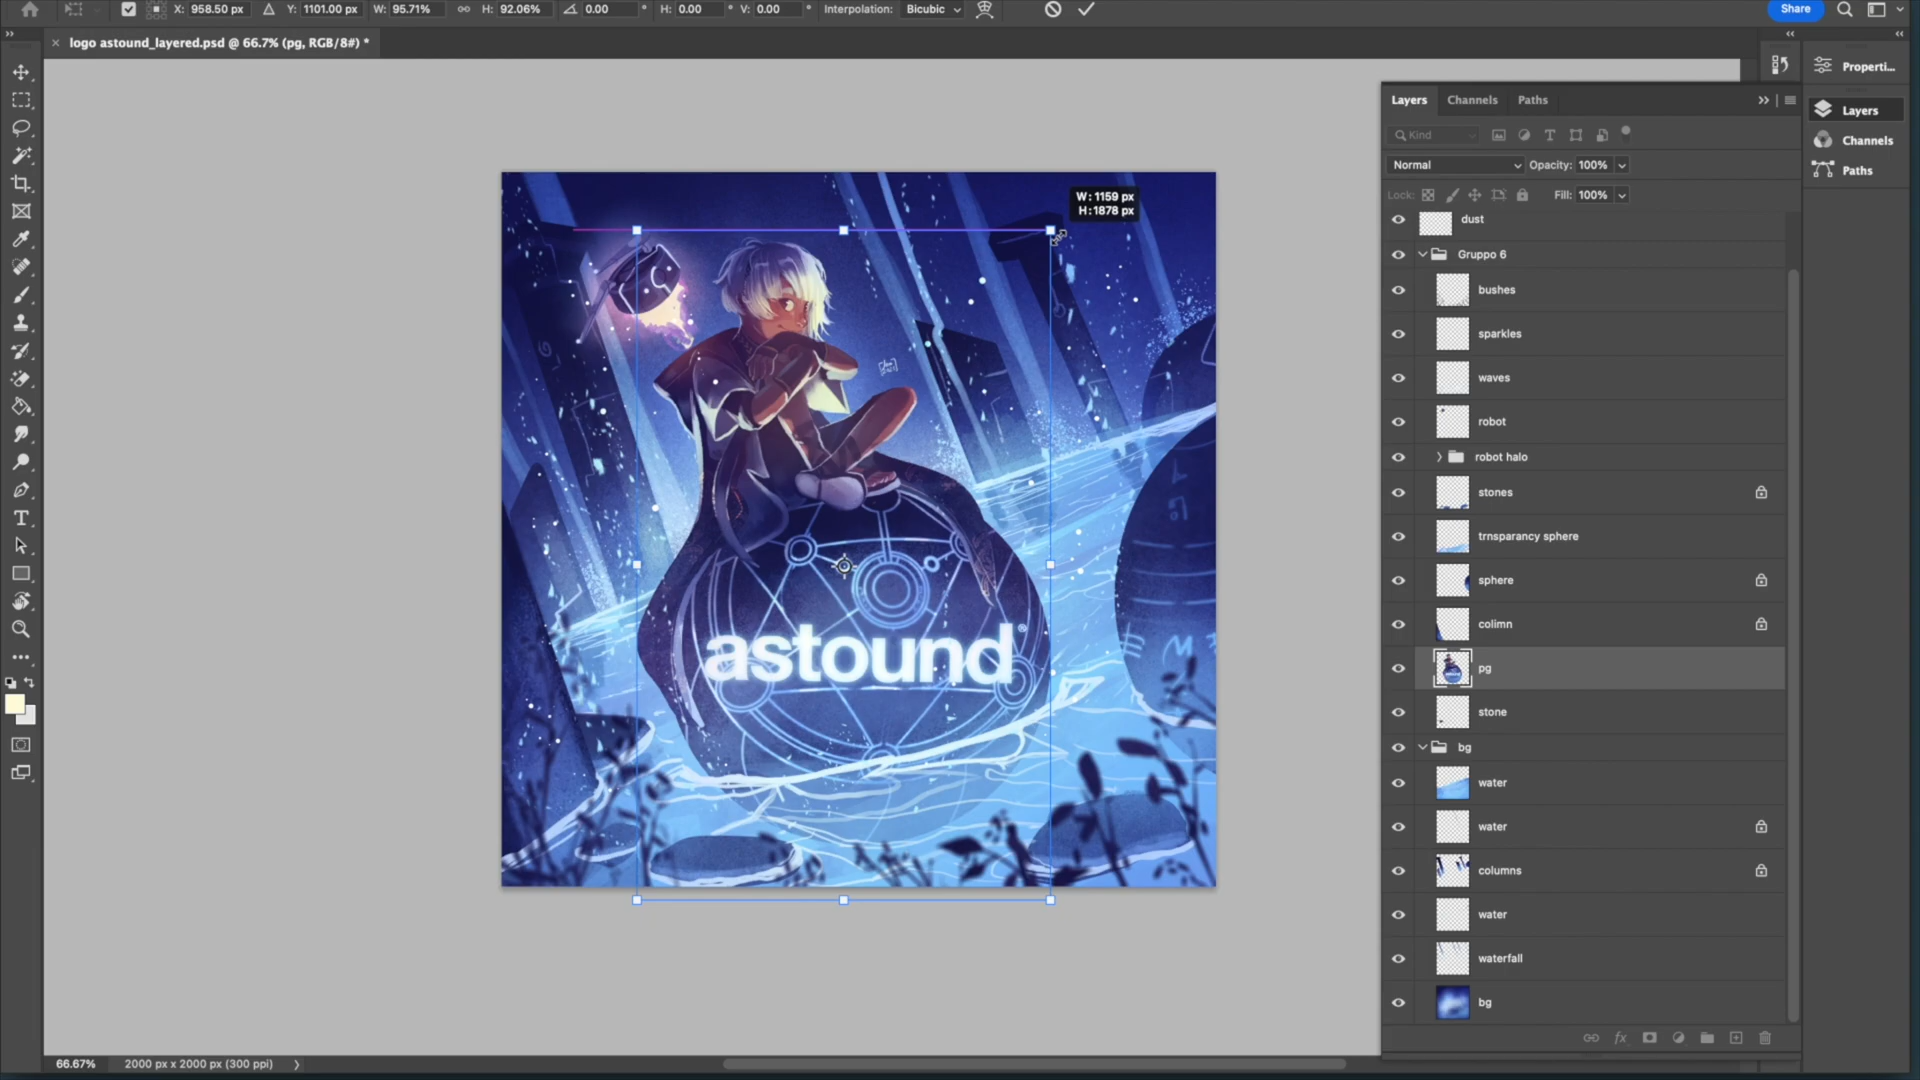 X: 958.50 px Y: 1101.00 px W: 95.71% H: 92.06% 0.00 ° H: 0.00 ° V: 0.00 ° Interpolation: Bicubic Share
logo astound_layered.psd @ 66.7% (pg, RGB/8#) *
Properti...
Layers Channels Paths
Layers
Kind
Channels
Normal Opacity: 100%
Paths
Lock: Fill: 100%
W: 1159 px
H: 1878 px
dust
Gruppo 6
bushes
sparkles
waves
robot
robot halo
stones
trnsparancy sphere
sphere
colimn
astound®
pg
stone
bg
water
water
columns
water
waterfall
bg
66.67% 2000 px x 2000 px (300 ppi)